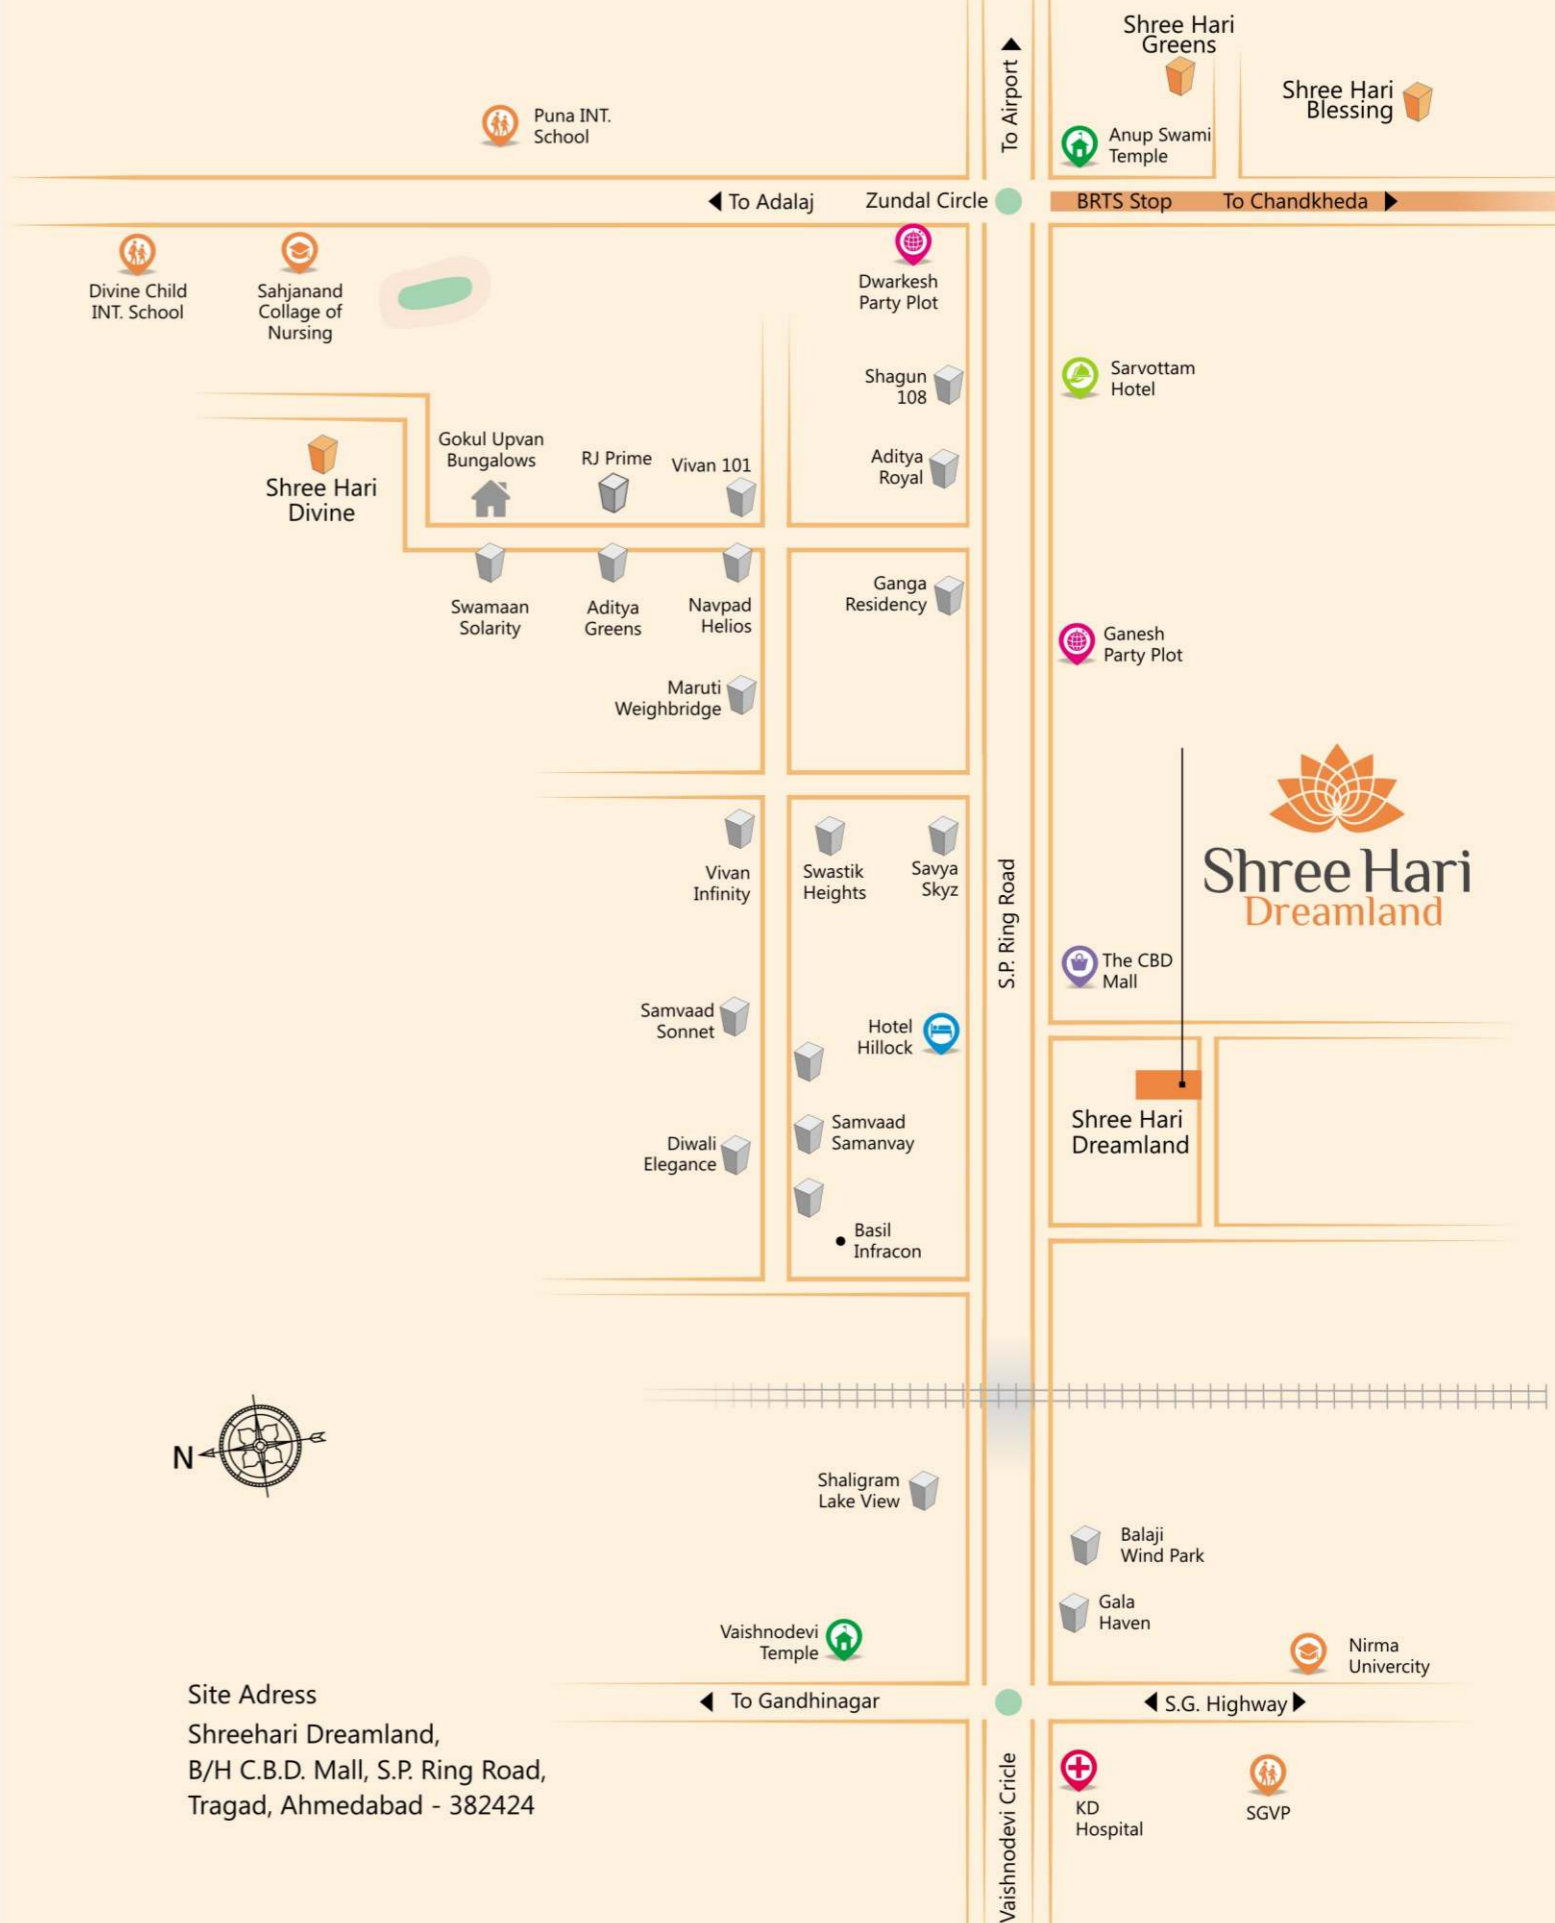 Shree Hari
Greens
Shree Hari
Blessing
To Airport
Puna INT.
School
Anup Swami
Temple
To Adalaj
Zundal Circle
BRTS Stop
To Chandkheda
Divine Child
INT. School
Sahjanand
Collage of
Nursing
Dwarkesh
Party Plot
Shagun
108
Sarvottam
Hotel
Gokul Upvan
Bungalows
RJ Prime
Vivan 101
Aditya
Royal
Shree Hari
Divine
Swamaan
Solarity
Aditya
Greens
Navpad
Helios
Ganga
Residency
Ganesh
Party Plot
Maruti
Weighbridge
Vivan
Infinity
Swastik
Heights
Savya
Skyz
S.P. Ring Road
Shree Hari
Dreamland
The CBD
Mall
Samvaad
Sonnet
Hotel
Hillock
Samvaad
Samanvay
Shree Hari
Dreamland
Diwali
Elegance
Basil
Infracon
N
Shaligram
Lake View
Balaji
Wind Park
Gala
Haven
Vaishnodevi
Temple
Nirma
Univercity
To Gandhinagar
S.G. Highway
Site Adress
Shreehari Dreamland,
B/H C.B.D. Mall, S.P. Ring Road,
Tragad, Ahmedabad - 382424
Vaishnodevi Cricle
KD
Hospital
SGVP